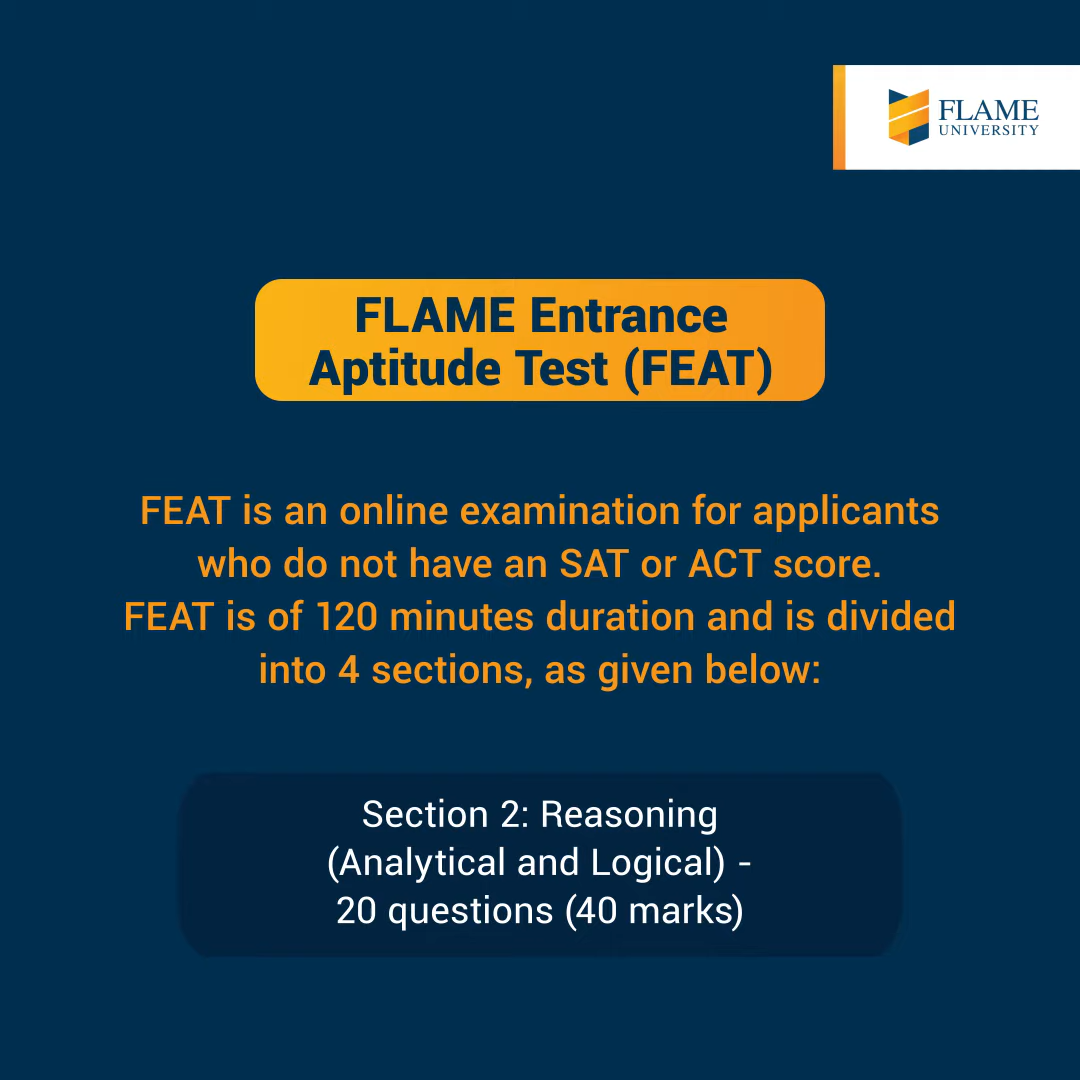 FLAME
UNIVERSITY
FLAME Entrance
Aptitude Test (FEAT)
FEAT is an online examination for applicants
who do not have an SAT or ACT score.
FEAT is of 120 minutes duration and is divided
into 4 sections, as given below:
Section 2: Reasoning
(Analytical and Logical) -
20 questions (40 marks)